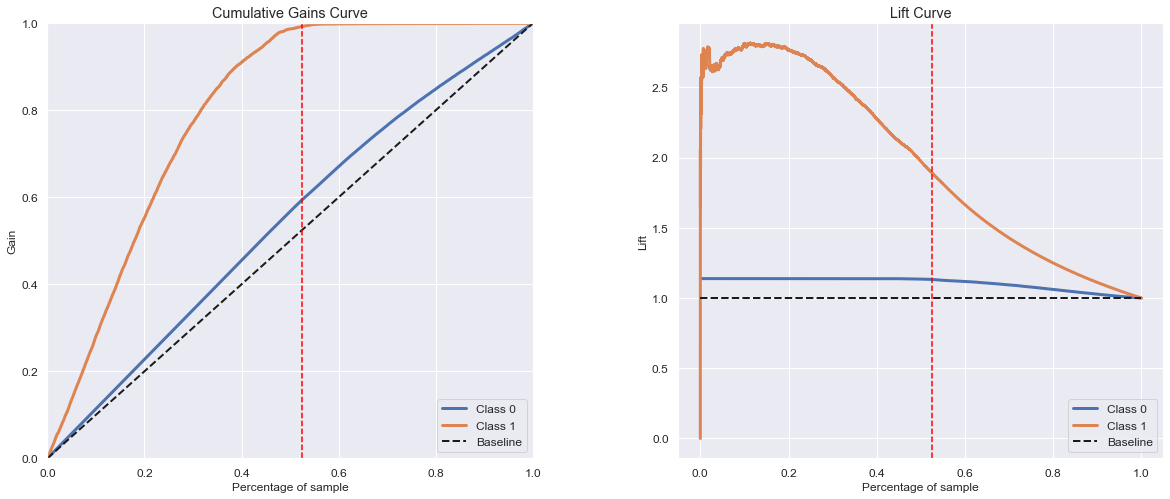 Cumulative Gains Curve
1.0
0.8
0.6
0.4
0.2
0.0
Gain
0.0 0.2 0.4 0.6 0.8 1.0
Percentage of sample
Class 0
Class 1
Baseline
Lift Curve
2.5
2.0
1.5
1.0
0.5
0.0
Lift
0.0 0.2 0.4 0.6 0.8 1.0
Percentage of sample
Class 0
Class 1
Baseline